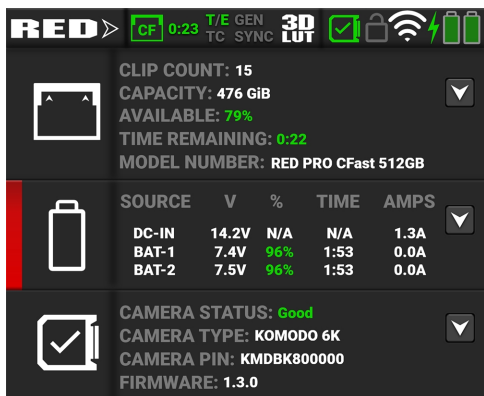 RED
CF 0:23 T/E GEN 3D
TC SYNC LUT
CLIP COUNT: 15
CAPACITY: 476 GiB
AVAILABLE: 79%
TIME REMAINING: 0:22
MODEL NUMBER: RED PRO CFast 512GB
SOURCE V % TIME AMPS
DC-IN 14.2V N/A N/A 1.3A
BAT-1 7.4V 96% 1:53 0.0A
BAT-2 7.5V 96% 1:53 0.0A
CAMERA STATUS: Good
CAMERA TYPE: KOMODO 6K
CAMERA PIN: KMDBK800000
FIRMWARE: 1.3.0